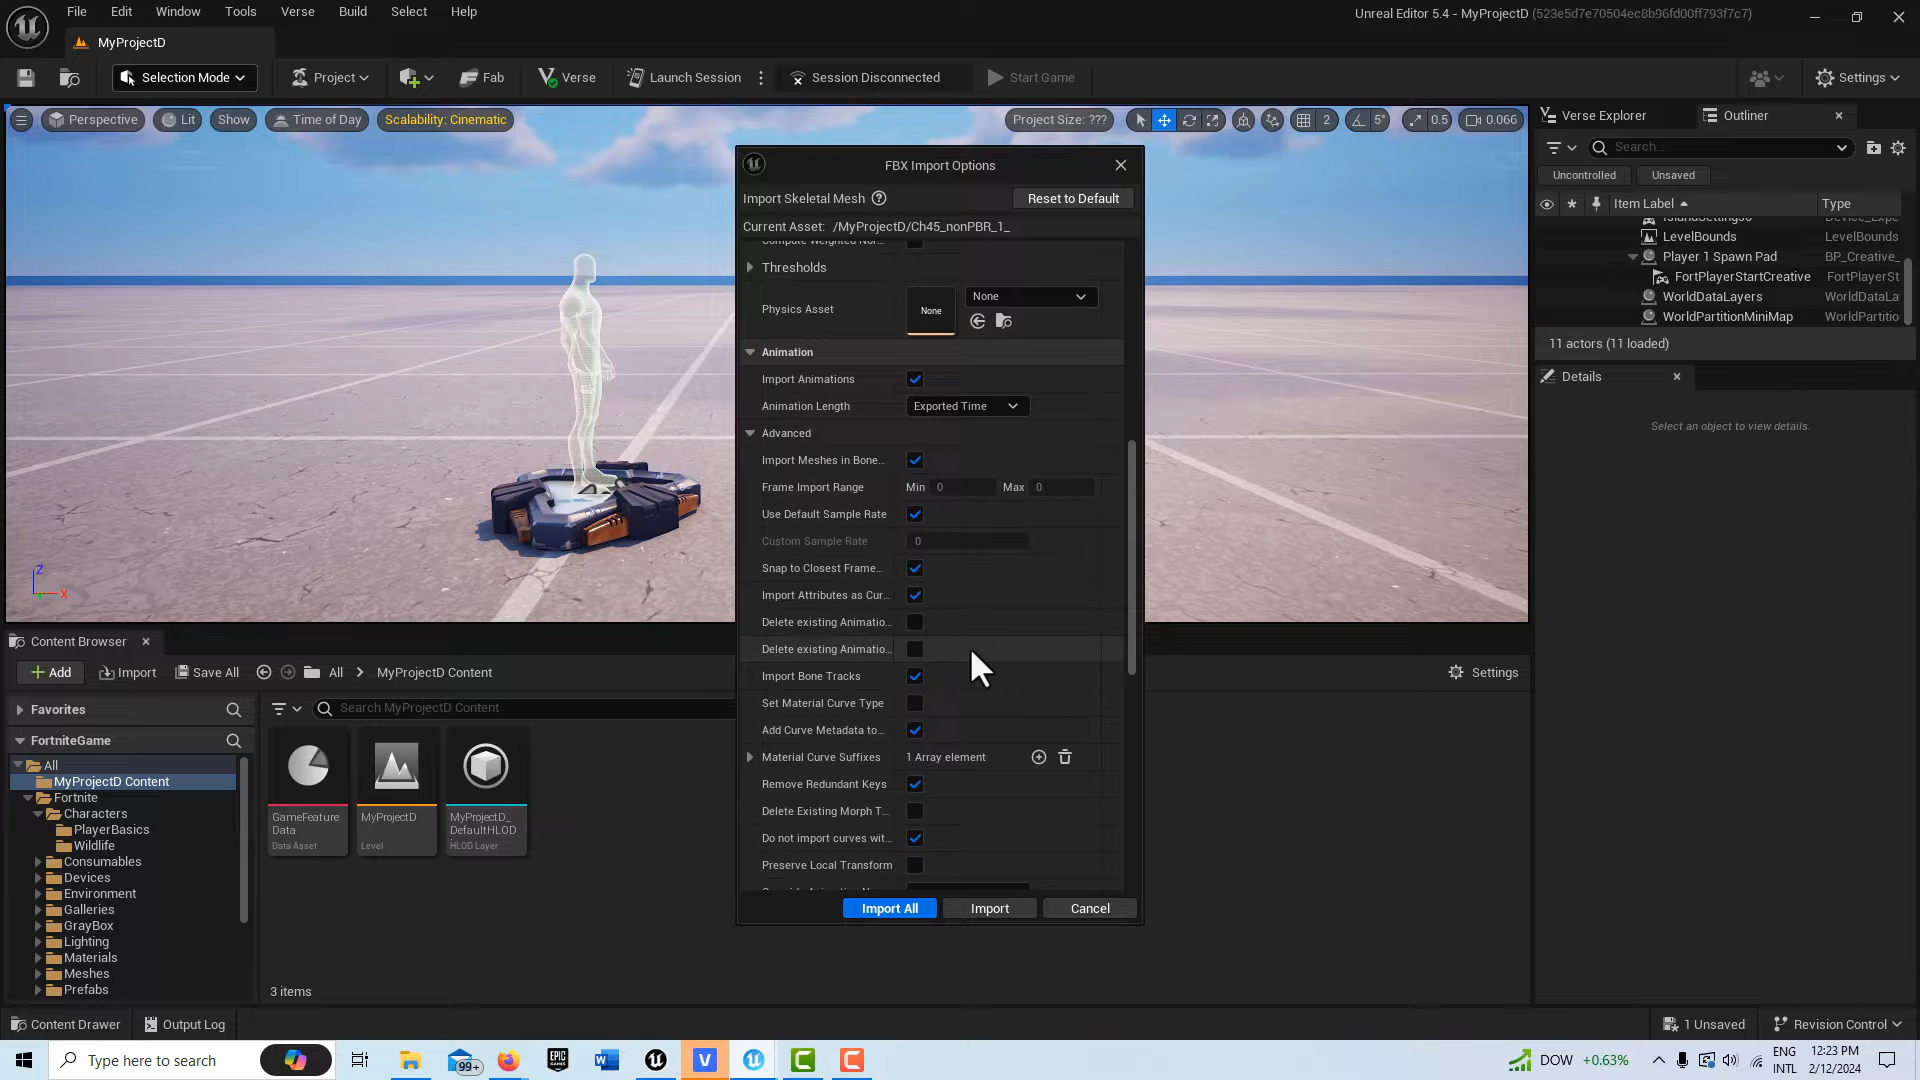 File Edit Window Tools Verse Build Select Help
Unreal Editor 5.4 - MyProjectD (523e5d7e70504ec8b96fd00ff793f7c7)
MyProjectD
Selection Mode Project Fab Verse Launch Session Session Disconnected Start Game Settings
Perspective Lit Show Time of Day Scalability: Cinematic
Project Size: ??? 2 5° 0.5 0.066
Verse Explorer Outliner
Search...
Uncontrolled Unsaved
Item Label Type
LevelBounds LevelBounds
Player 1 Spawn Pad BP_Creative_
FortPlayerStartCreative FortPlayerSt
WorldDataLayers WorldDataLa
WorldPartitionMiniMap WorldPartitio
11 actors (11 loaded)
Details
Select an object to view details.
FBX Import Options
Import Skeletal Mesh Reset to Default
Current Asset: /MyProjectD/Ch45_nonPBR_1_
Thresholds
Physics Asset None None
Animation
Import Animations
Animation Length Exported Time
Advanced
Import Meshes in Bone...
Frame Import Range Min 0 Max 0
Use Default Sample Rate
Custom Sample Rate 0
Snap to Closest Frame...
Import Attributes as Cur...
Delete existing Animatio...
Delete existing Animatio...
Import Bone Tracks
Set Material Curve Type
Add Curve Metadata to...
Material Curve Suffixes 1 Array element
Remove Redundant Keys
Delete Existing Morph T...
Do not import curves wit...
Preserve Local Transform
Import All Import Cancel
Z
X
Content Browser
Add Import Save All All MyProjectD Content Settings
Favorites
Search MyProjectD Content
FortniteGame
All
MyProjectD Content
Fortnite
Characters
PlayerBasics
Wildlife
Consumables
Devices
Environment
Galleries
GrayBox
Lighting
Materials
Meshes
Prefabs
GameFeature
Data
Data Asset
MyProjectD
Level
MyProjectD_
DefaultHLOD
HLOD Layer
3 items
Content Drawer Output Log 1 Unsaved Revision Control
Type here to search
99+
EPIC
GAMES
W
V
DOW +0.63%
ENG
INTL
12:23 PM
2/12/2024